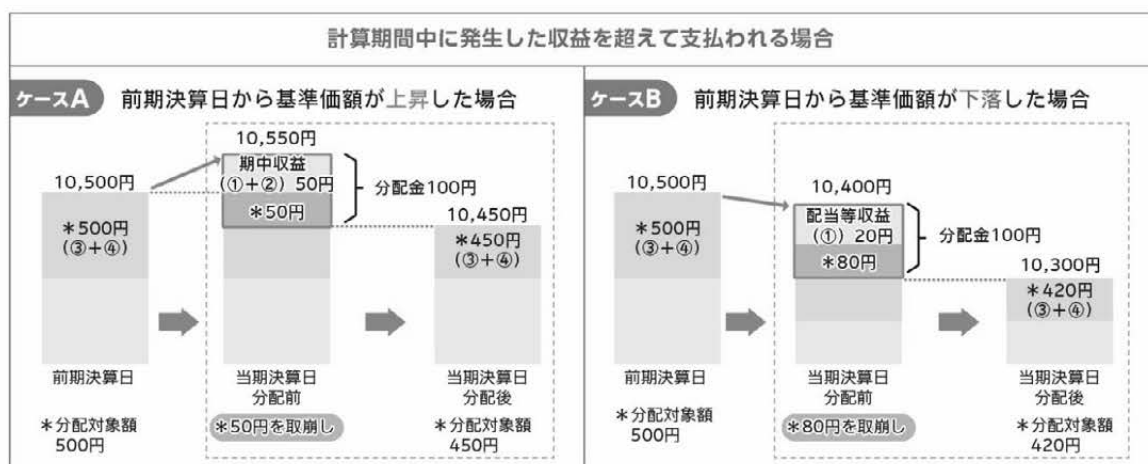 計算期間中に発生した収益を超えて支払われる場合
ケースA 前期決算日から基準価額が上昇した場合
10,550円
期中収益
(①+②) 50円
*50円
分配金100円
10,500円
*500円
(③+④)
10,450円
*450円
(③+④)
前期決算日
当期決算日
分配前
当期決算日
分配後
*分配対象額
500円
*50円を取崩し
*分配対象額
450円
ケースB 前期決算日から基準価額が下落した場合
10,500円
*500円
(③+④)
10,400円
配当等収益
(①) 20円
*80円
分配金100円
10,300円
*420円
(③+④)
前期決算日
当期決算日
分配前
当期決算日
分配後
*分配対象額
500円
*80円を取崩し
*分配対象額
420円